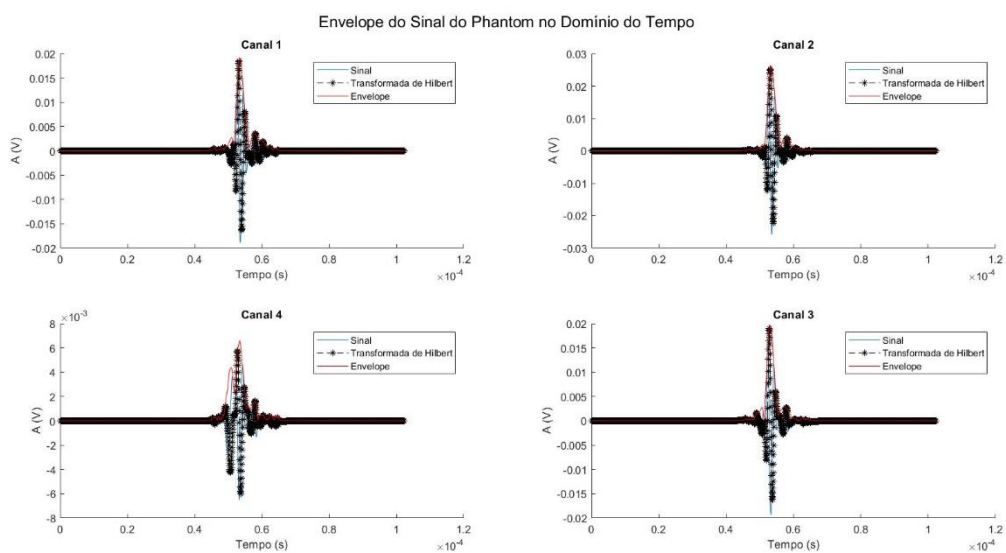 Envelope do Sinal do Phantom no Domínio do Tempo
Canal 1
A (V)
0.02
0.015
0.01
0.005
0
-0.005
-0.01
-0.015
-0.02
Sinal
Transformada de Hilbert
Envelope
0 0.2 0.4 0.6 0.8 1 1.2
Tempo (s)
×10⁻⁴
Canal 2
A (V)
0.03
0.02
0.01
0
-0.01
-0.02
-0.03
Sinal
Transformada de Hilbert
Envelope
0 0.2 0.4 0.6 0.8 1 1.2
Tempo (s)
×10⁻⁴
Canal 4
×10⁻³
A (V)
8
6
4
2
0
-2
-4
-6
-8
Sinal
Transformada de Hilbert
Envelope
0 0.2 0.4 0.6 0.8 1 1.2
Tempo (s)
×10⁻⁴
Canal 3
A (V)
0.02
0.015
0.01
0.005
0
-0.005
-0.01
-0.015
-0.02
Sinal
Transformada de Hilbert
Envelope
0 0.2 0.4 0.6 0.8 1 1.2
Tempo (s)
×10⁻⁴